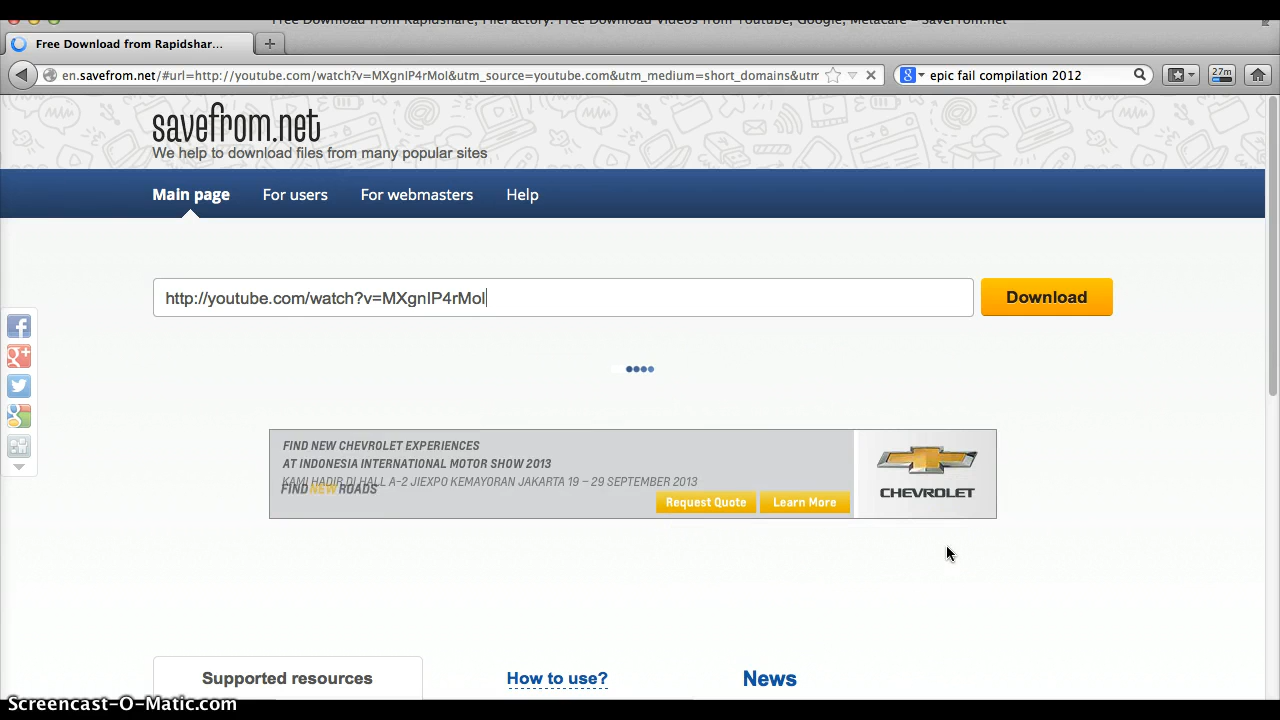 Free Download from Rapidshare, FileFactory. Free Download Videos from Youtube, Google, Metacafe - SaveFrom.net
Free Download from Rapidshar...
en.savefrom.net/#url=http://youtube.com/watch?v=MXgnIP4rMoI&utm_source=youtube.com&utm_medium=short_domains&utm
epic fail compilation 2012
27m
savefrom.net
We help to download files from many popular sites
Main page For users For webmasters Help
http://youtube.com/watch?v=MXgnIP4rMoI
Download
FIND NEW CHEVROLET EXPERIENCES
AT INDONESIA INTERNATIONAL MOTOR SHOW 2013
KAMI HADIR DI HALL A-2 JIEXPO KEMAYORAN JAKARTA 19 - 29 SEPTEMBER 2013
FIND NEW ROADS
Request Quote Learn More
CHEVROLET
Supported resources How to use? News
Screencast-O-Matic.com